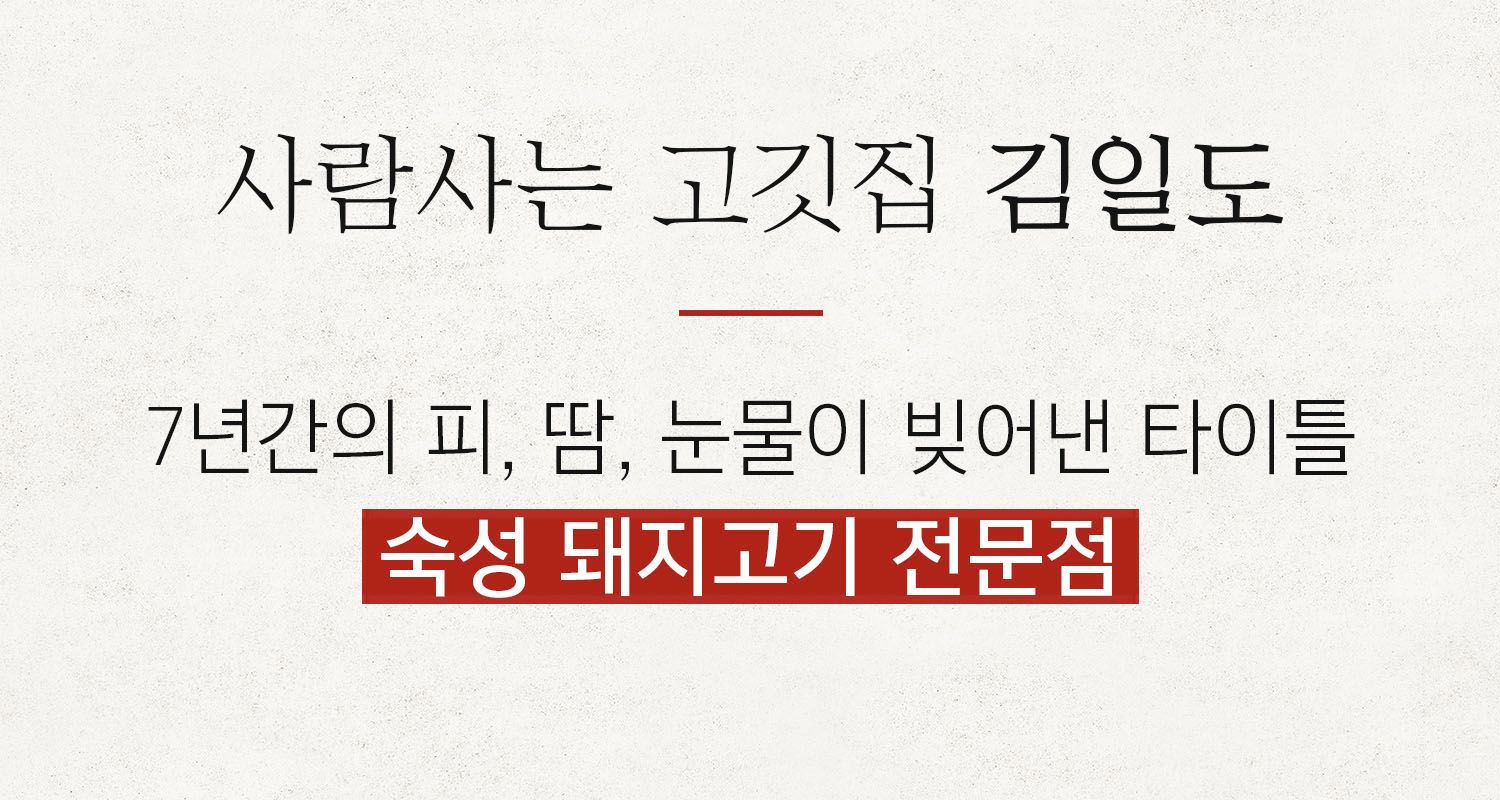 사람사는 고깃집 김일도
7년간의 피, 땀, 눈물이 빚어낸 타이틀
숙성 돼지고기 전문점